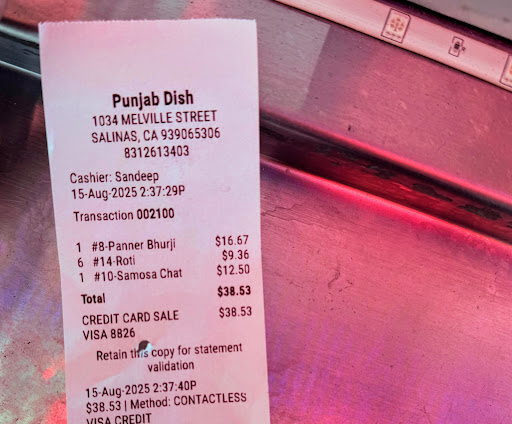 Punjab Dish
1034 MELVILLE STREET
SALINAS, CA 939065306
8312613403
Cashier: Sandeep
15-Aug-2025 2:37:29P
Transaction 002100
1 #8-Panner Bhurji $16.67
6 #14-Roti $9.36
1 #10-Samosa Chat $12.50
Total $38.53
CREDIT CARD SALE $38.53
VISA 8826
Retain this copy for statement
validation
15-Aug-2025 2:37:40P
$38.53 | Method: CONTACTLESS
VISA CREDIT